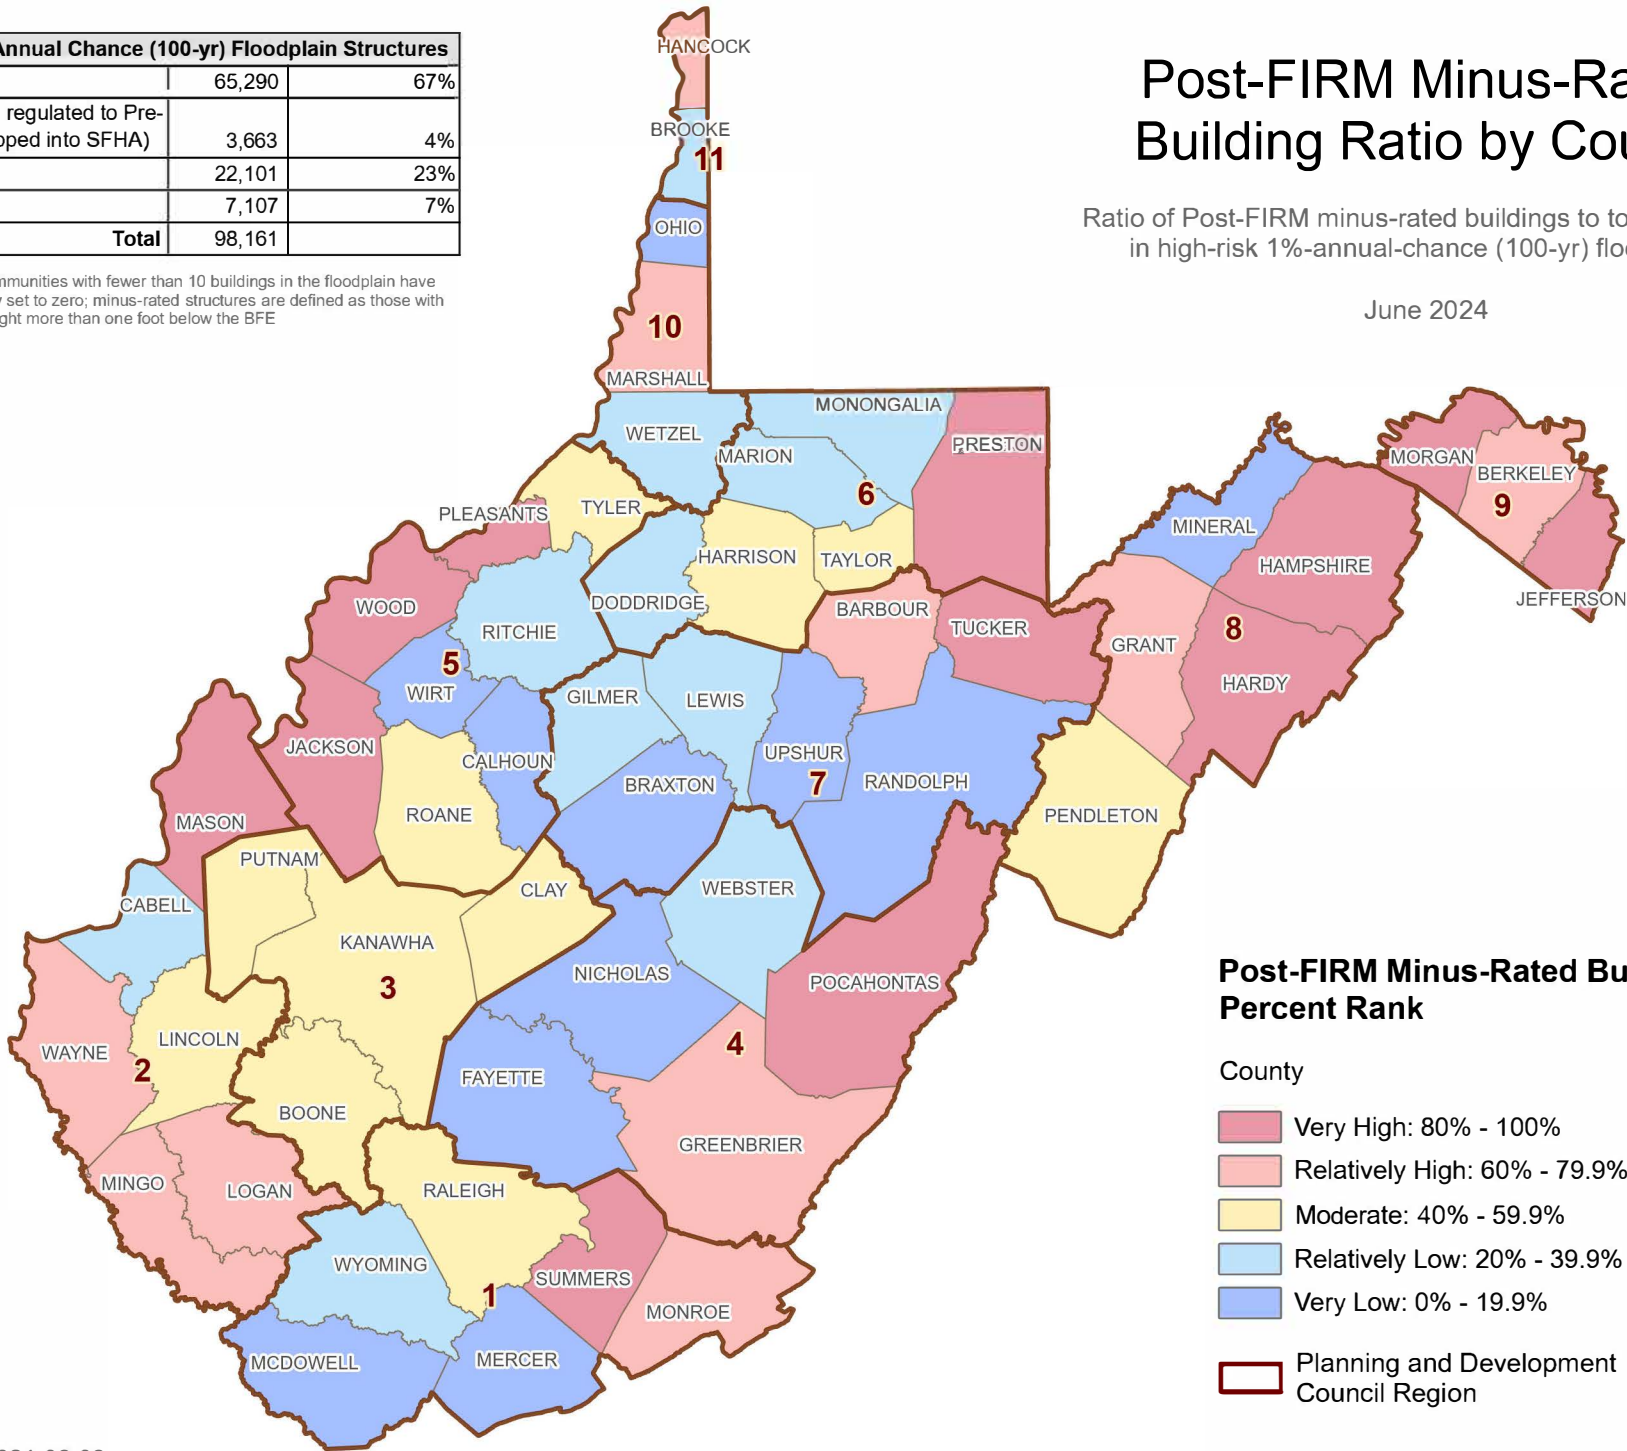 Annual Chance (100-yr) Floodplain Structures
65,290 67%
regulated to Pre-
pped into SFHA) 3,663 4%
22,101 23%
7,107 7%
Total 98,161
mmunities with fewer than 10 buildings in the floodplain have
y set to zero; minus-rated structures are defined as those with
ght more than one foot below the BFE
Post-FIRM Minus-Ra
Building Ratio by Cou
Ratio of Post-FIRM minus-rated buildings to to
in high-risk 1%-annual-chance (100-yr) floo
June 2024
HANCOCK
BROOKE
11
OHIO
10
MARSHALL
WETZEL
MONONGALIA
MARION
PRESTON
6
TYLER
PLEASANTS
HARRISON
TAYLOR
MORGAN
BERKELEY
9
MINERAL
HAMPSHIRE
JEFFERSON
WOOD
DODDRIDGE
BARBOUR
RITCHIE
TUCKER
8
GRANT
HARDY
5
WIRT
GILMER
LEWIS
JACKSON
CALHOUN
UPSHUR
7
BRAXTON
RANDOLPH
ROANE
PENDLETON
MASON
PUTNAM
CLAY
WEBSTER
CABELL
KANAWHA
3
NICHOLAS
POCAHONTAS
LINCOLN
WAYNE
2
4
FAYETTE
BOONE
GREENBRIER
MINGO
LOGAN
RALEIGH
WYOMING
SUMMERS
1
MONROE
MCDOWELL
MERCER
Post-FIRM Minus-Rated Bu
Percent Rank
County
Very High: 80% - 100%
Relatively High: 60% - 79.9%
Moderate: 40% - 59.9%
Relatively Low: 20% - 39.9%
Very Low: 0% - 19.9%
Planning and Development
Council Region